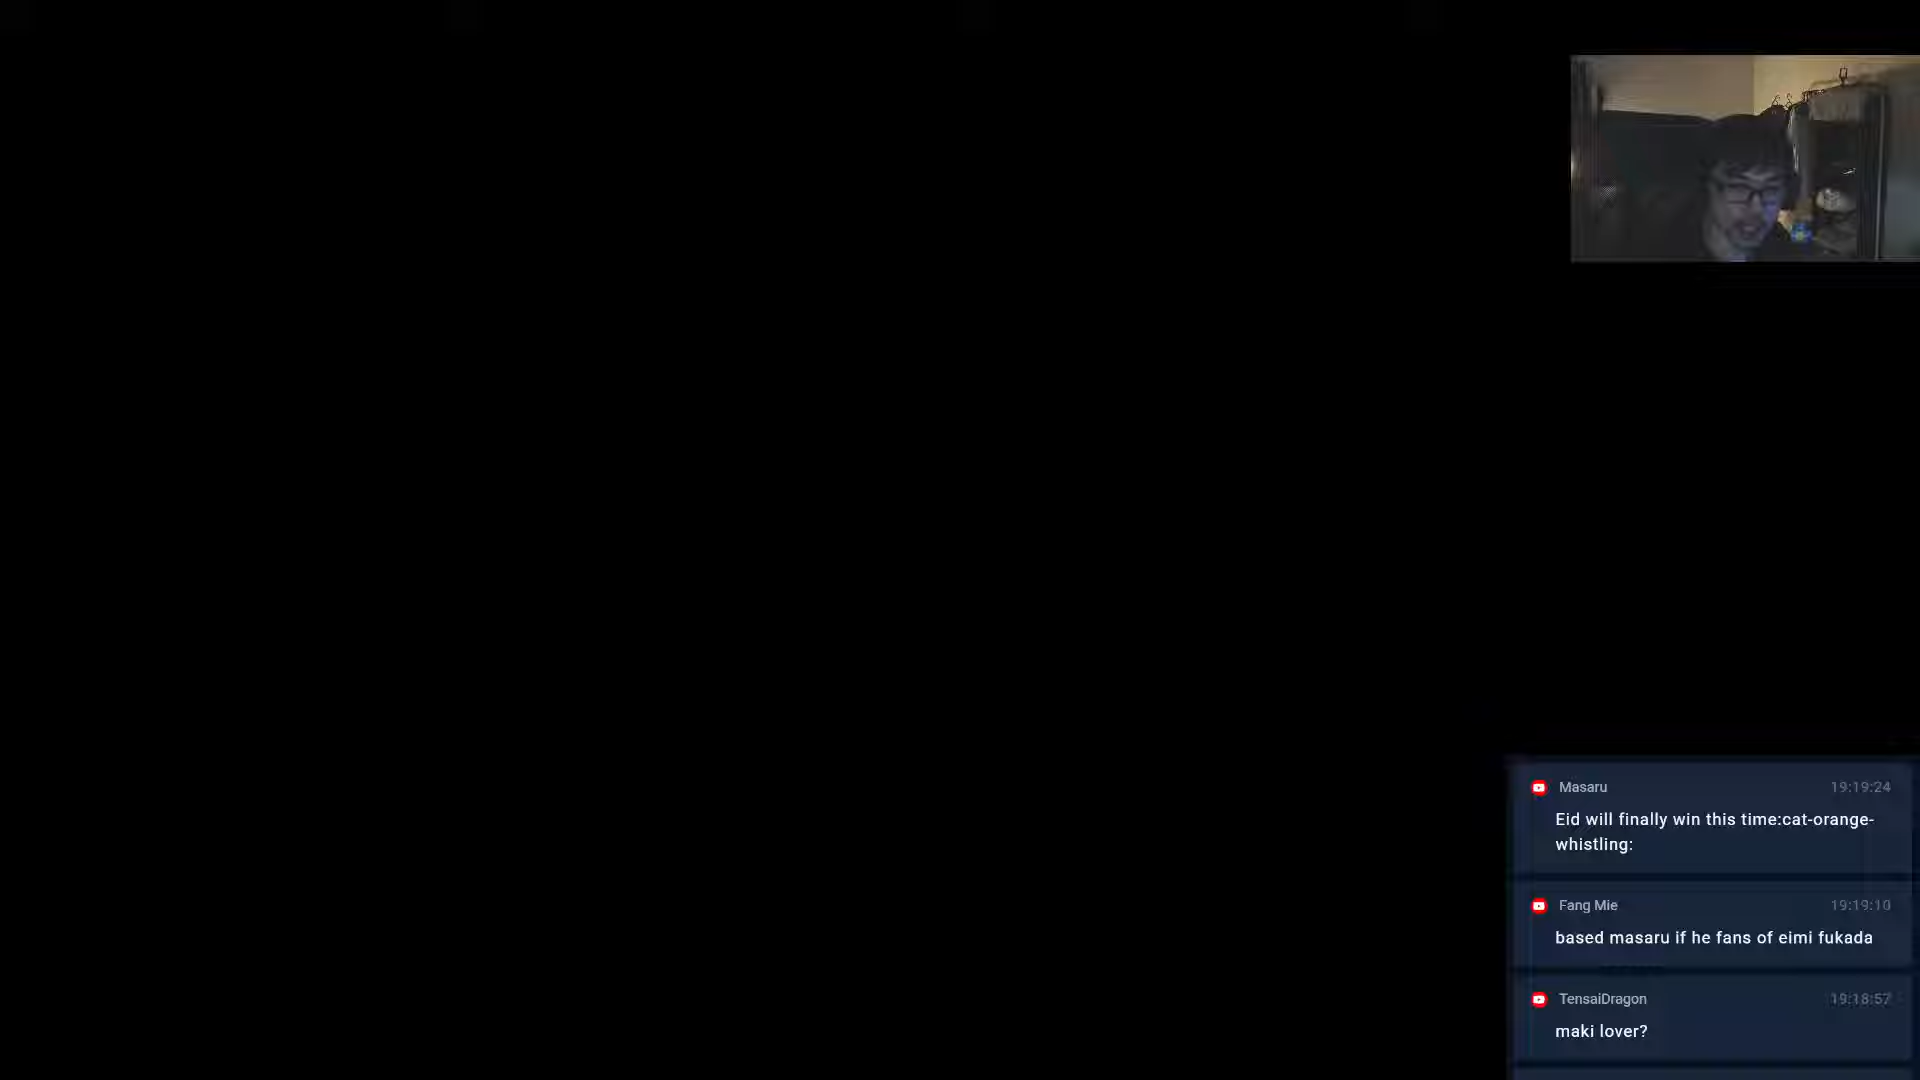 Masaru 19:19:24
Eid will finally win this time:cat-orange-
whistling:
Fang Mie 19:19:10
based masaru if he fans of eimi fukada
TensaiDragon 19:18:57
maki lover?